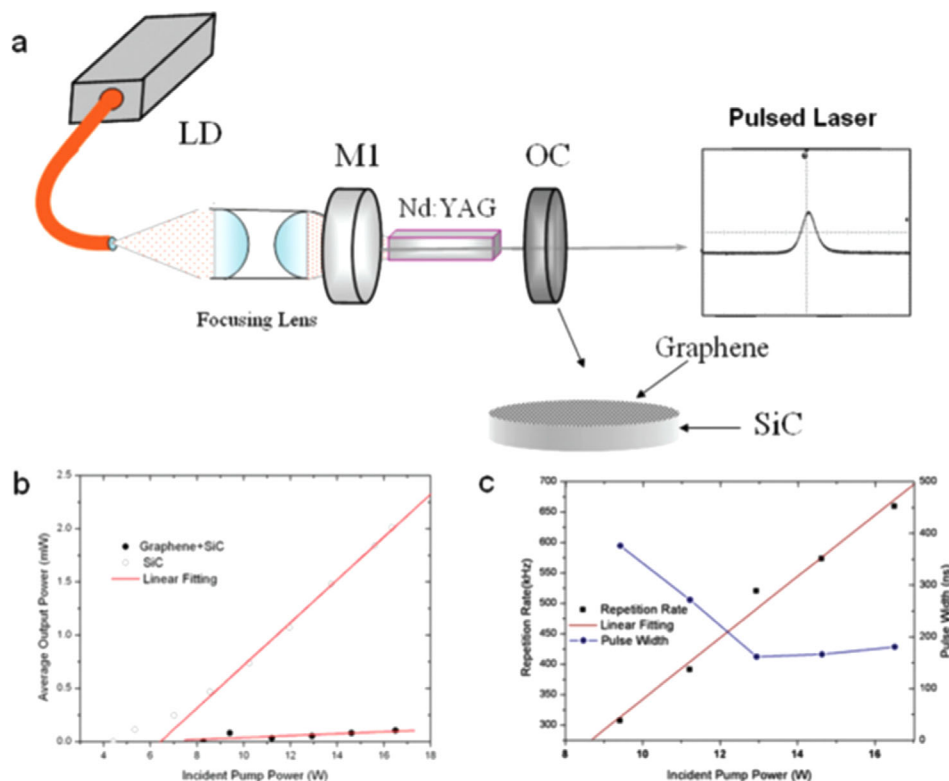 a
LD
M1
OC
Pulsed Laser
Nd:YAG
Focusing Lens
Graphene
SiC
b
2.5
2.0
1.5
1.0
0.5
0.0
Average Output Power (mW)
Graphene+SiC
SiC
Linear Fitting
2 4 6 8 10 12 14 16 18
Incident Pump Power (W)
c
700
650
600
550
500
450
400
350
300
Repetition Rate(kHz)
Repetition Rate
Linear Fitting
Pulse Width
500
400
300
200
100
0
Pulse Width (ns)
8 10 12 14 16
Incident Pump Power (W)